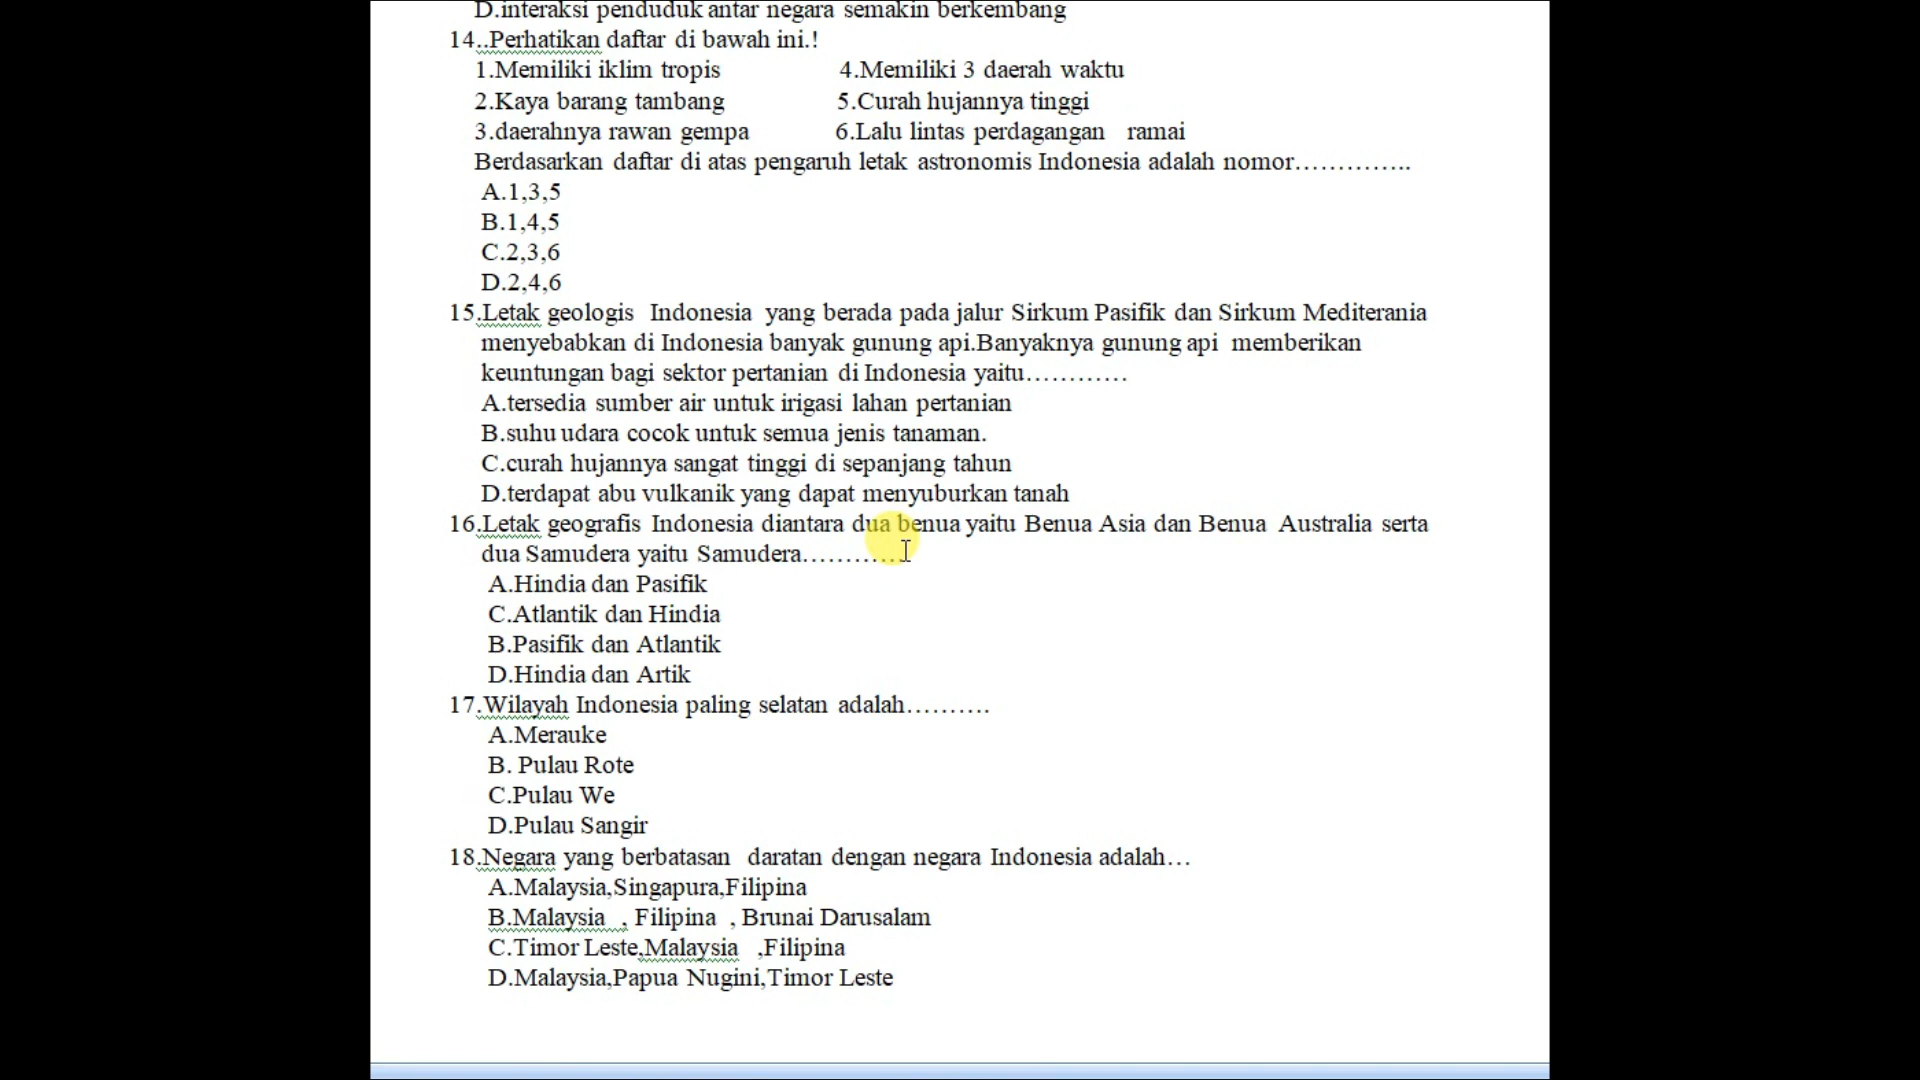 D.interaksi penduduk antar negara semakin berkembang
14..Perhatikan daftar di bawah ini.!
1.Memiliki iklim tropis 4.Memiliki 3 daerah waktu
2.Kaya barang tambang 5.Curah hujannya tinggi
3.daerahnya rawan gempa 6.Lalu lintas perdagangan ramai
Berdasarkan daftar di atas pengaruh letak astronomis Indonesia adalah nomor…………..
A.1,3,5
B.1,4,5
C.2,3,6
D.2,4,6
15.Letak geologis Indonesia yang berada pada jalur Sirkum Pasifik dan Sirkum Mediterania
menyebabkan di Indonesia banyak gunung api.Banyaknya gunung api memberikan
keuntungan bagi sektor pertanian di Indonesia yaitu…………
A.tersedia sumber air untuk irigasi lahan pertanian
B.suhu udara cocok untuk semua jenis tanaman.
C.curah hujannya sangat tinggi di sepanjang tahun
D.terdapat abu vulkanik yang dapat menyuburkan tanah
16.Letak geografis Indonesia diantara dua benua yaitu Benua Asia dan Benua Australia serta
dua Samudera yaitu Samudera…………
A.Hindia dan Pasifik
C.Atlantik dan Hindia
B.Pasifik dan Atlantik
D.Hindia dan Artik
17.Wilayah Indonesia paling selatan adalah……….
A.Merauke
B. Pulau Rote
C.Pulau We
D.Pulau Sangir
18.Negara yang berbatasan daratan dengan negara Indonesia adalah…
A.Malaysia,Singapura,Filipina
B.Malaysia , Filipina , Brunai Darusalam
C.Timor Leste,Malaysia ,Filipina
D.Malaysia,Papua Nugini,Timor Leste